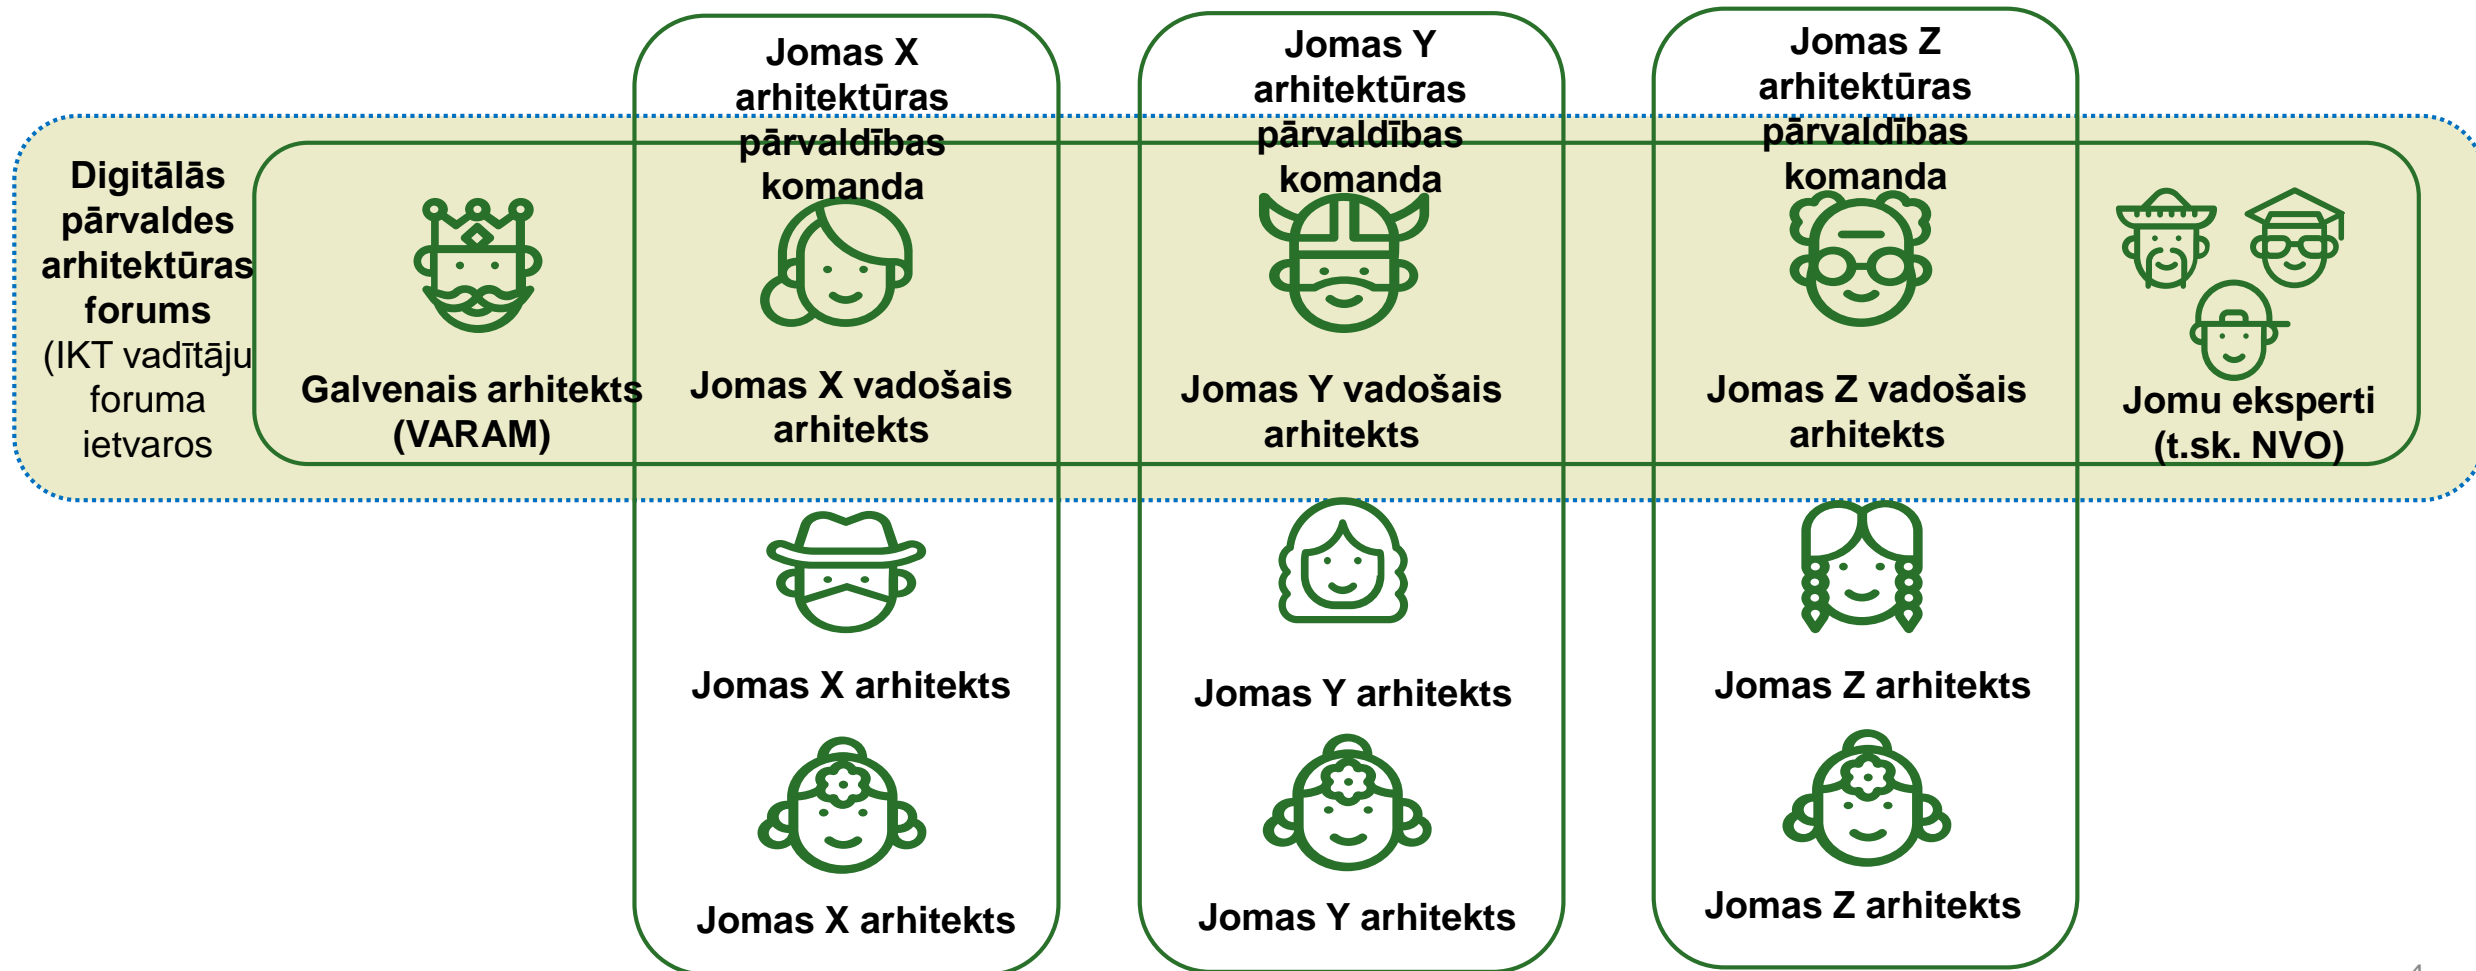 Jomas X
arhitektūras
pārvaldības
komanda
Jomas Y
arhitektūras
pārvaldības
komanda
Jomas Z
arhitektūras
pārvaldības
komanda
Digitālās
pārvaldes
arhitektūras
forums
(IKT vadītāju
foruma
ietvaros
Galvenais arhitekts
(VARAM)
Jomas X vadošais
arhitekts
Jomas Y vadošais
arhitekts
Jomas Z vadošais
arhitekts
Jomu eksperti
(t.sk. NVO)
Jomas X arhitekts
Jomas Y arhitekts
Jomas Z arhitekts
Jomas X arhitekts
Jomas Y arhitekts
Jomas Z arhitekts